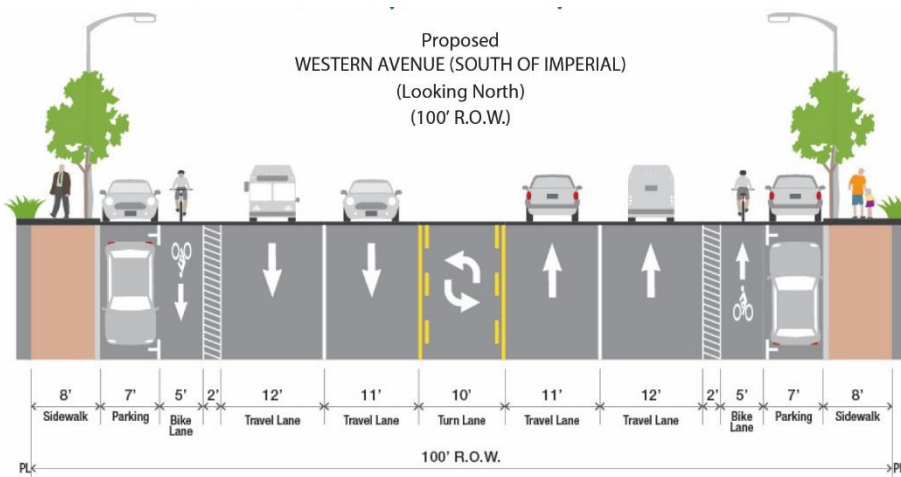 Proposed
WESTERN AVENUE (SOUTH OF IMPERIAL)
(Looking North)
(100' R.O.W.)
8' 7' 5' 2' 12' 11' 10' 11' 12' 2' 5' 7' 8'
Sidewalk Parking Bike Lane Travel Lane Travel Lane Turn Lane Travel Lane Travel Lane Bike Lane Parking Sidewalk
100' R.O.W.
PL PL